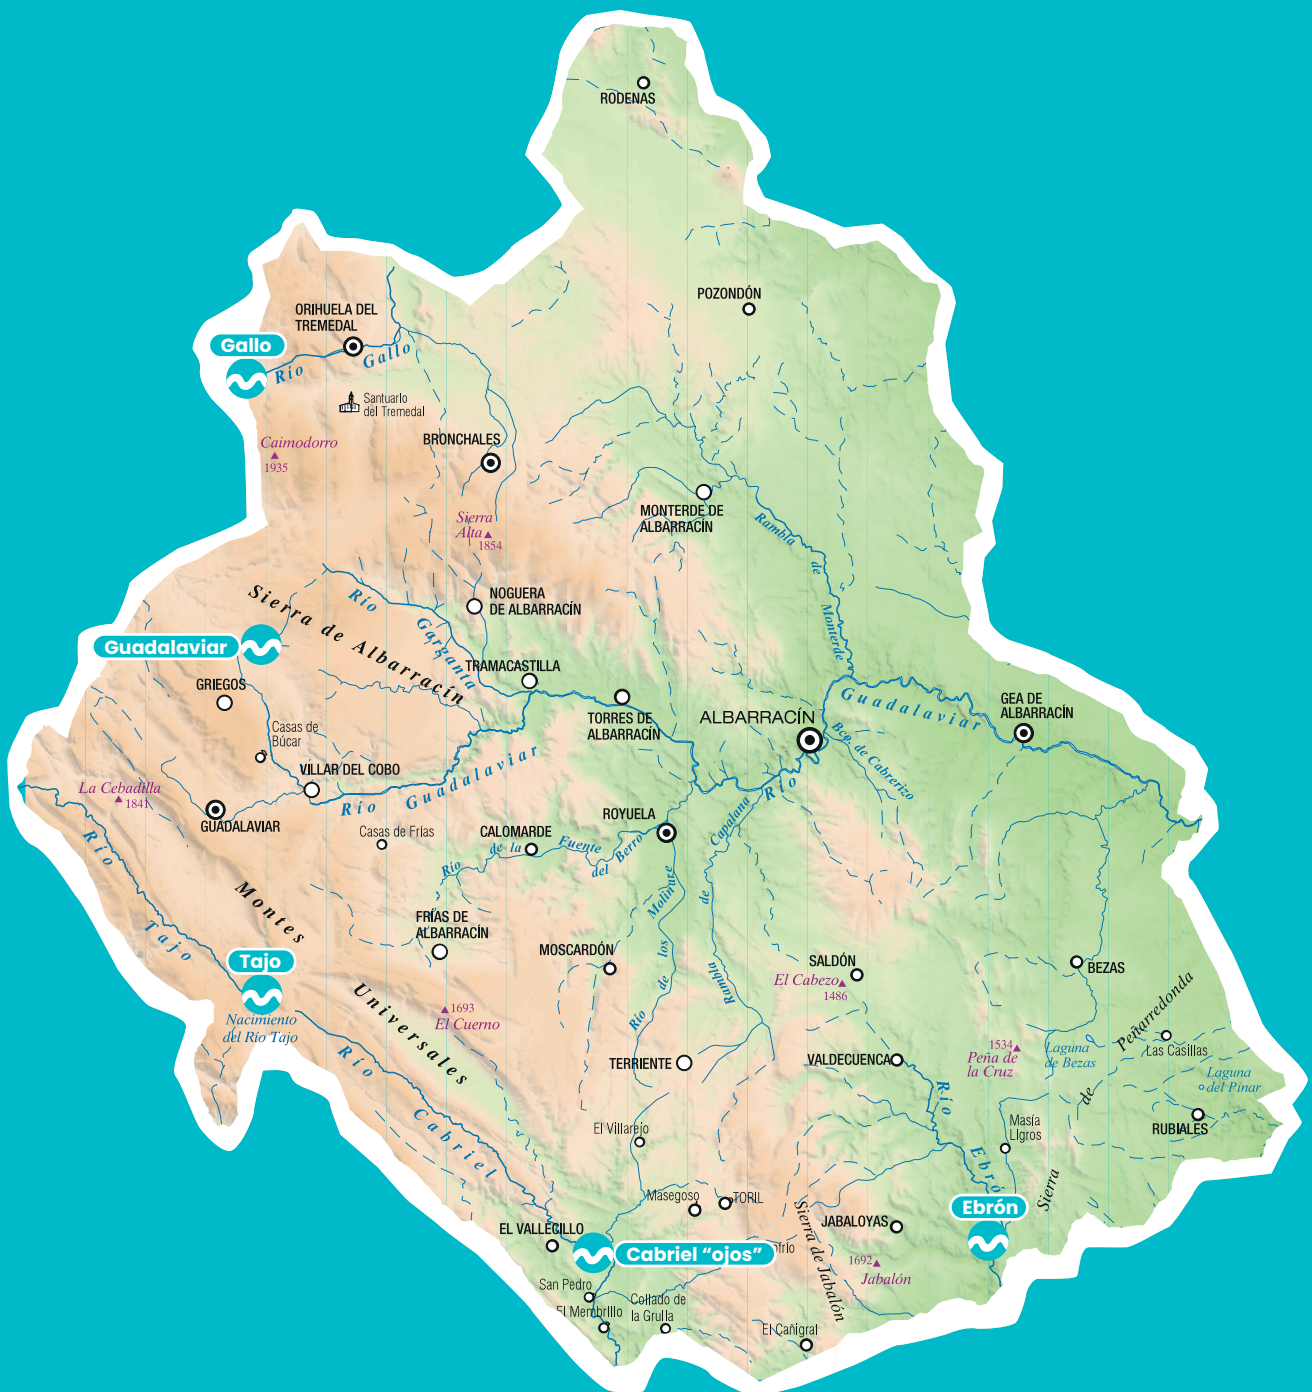 RODENAS
POZONDÓN
ORIHUELA DEL
TREMEDAL
Gallo
Río Gallo
Santuario
del Tremedal
Caimodorro
1935
BRONCHALES
Sierra
Alta
1854
MONTERDE DE
ALBARRACÍN
Rambla de Monterde
NOGUERA
DE ALBARRACÍN
Río Garganta
Sierra de Albarracín
Guadalaviar
GRIEGOS
TRAMACASTILLA
TORRES DE
ALBARRACÍN
ALBARRACÍN
Río Guadalaviar
GEA DE
ALBARRACÍN
Bco. de Cabrerizo
Casas de
Búcar
VILLAR DEL COBO
Río Guadalaviar
La Cebadilla
1841
GUADALAVIAR
Casas de Frías
CALOMARDE
Río de la Fuente del Berro
ROYUELA
Rambla de Capalana
Río de los Molinure
Río Tajo
Montes Universales
FRÍAS DE
ALBARRACÍN
MOSCARDÓN
SALDÓN
El Cabezo
1486
BEZAS
Tajo
Nacimiento
del Río Tajo
1693
El Cuerno
Río Cabriel
TERRIENTE
VALDECUENCA
1534
Peña de
la Cruz
Laguna
de Bezas
Sierra de Peñarredonda
Las Casillas
Laguna
del Pinar
RUBIALES
Masía
Ligros
Río Ebrón
Ebrón
El Villarejo
Masegoso
TORIL
EL VALLECILLO
Cabriel "ojos"
frío
Sierra de Jabalón
JABALOYAS
1692
Jabalón
San Pedro
El Membrillo
Collado de
la Grulla
El Cañigral